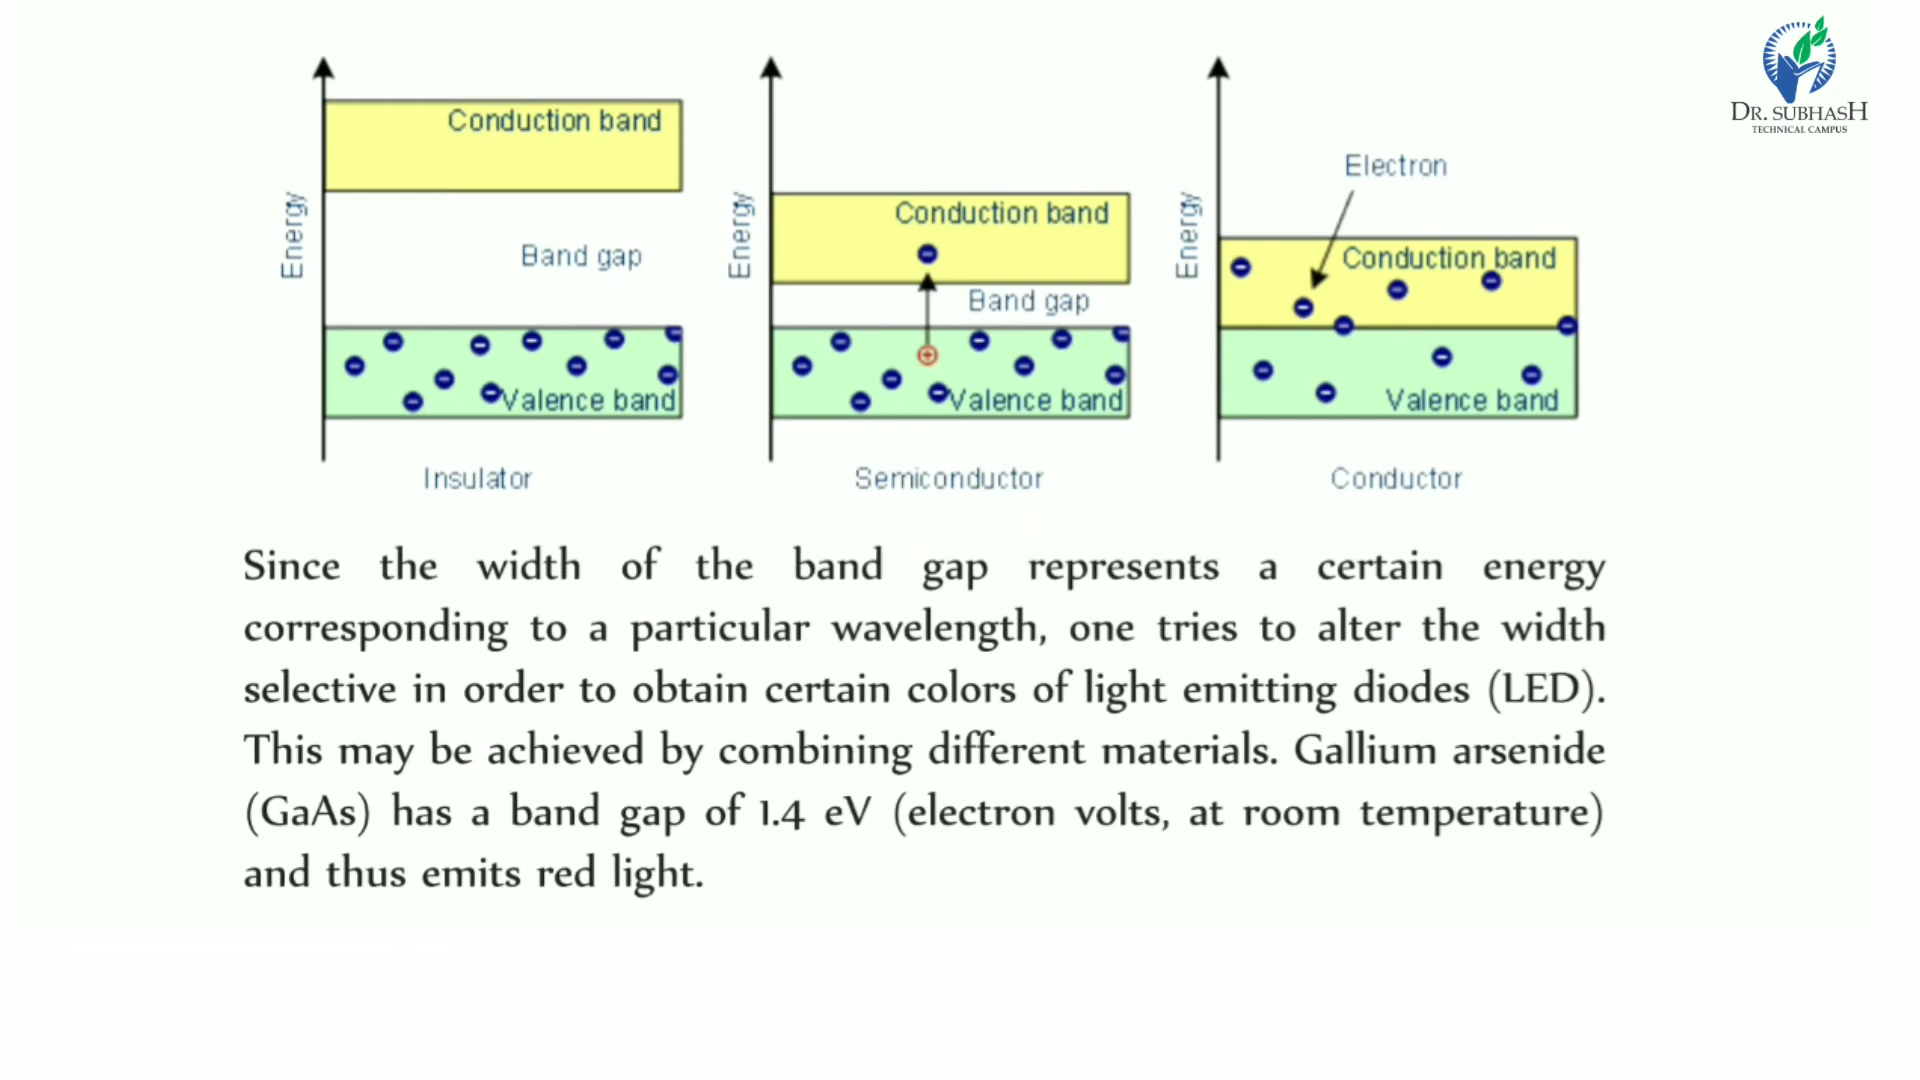 DR. SUBHASH
TECHNICAL CAMPUS
Energy
Conduction band
Band gap
Valence band
Insulator
Energy
Conduction band
Band gap
Valence band
Semiconductor
Energy
Electron
Conduction band
Valence band
Conductor
Since the width of the band gap represents a certain energy
corresponding to a particular wavelength, one tries to alter the width
selective in order to obtain certain colors of light emitting diodes (LED).
This may be achieved by combining different materials. Gallium arsenide
(GaAs) has a band gap of 1.4 eV (electron volts, at room temperature)
and thus emits red light.